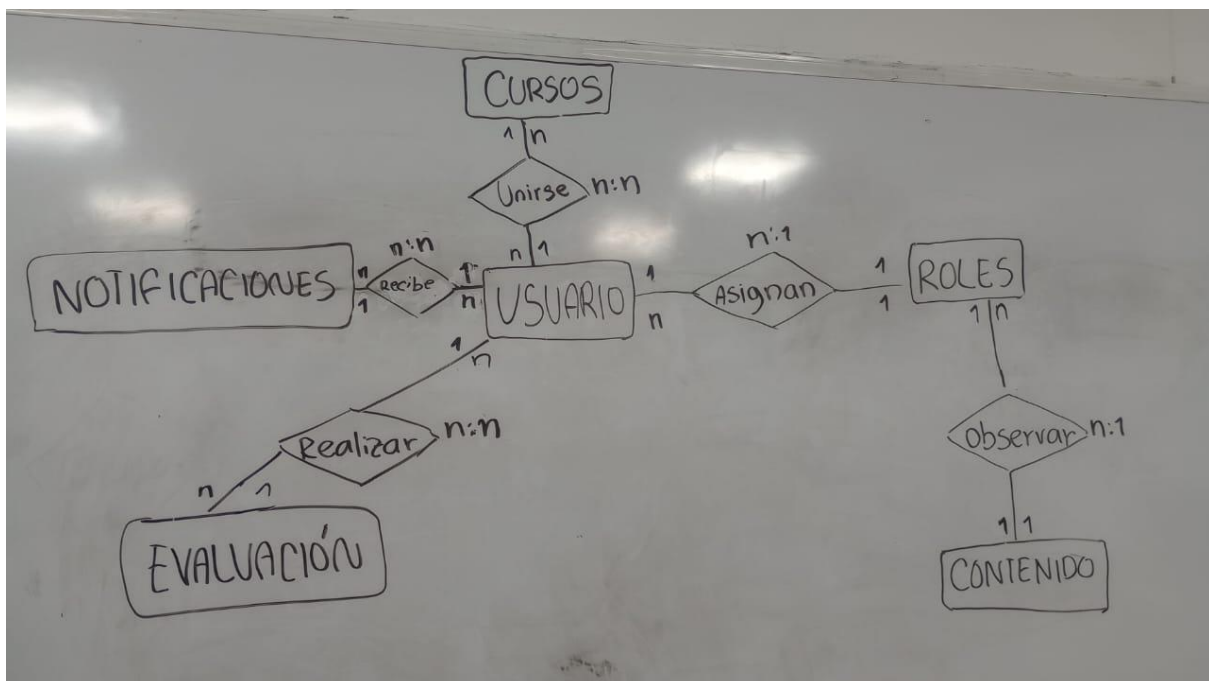 CURSOS
1 n
Unirse n:n
n 1
NOTIFICACIONES
n
1
n:n
Recibe
1
n
USUARIO
1
n
n:1
Asignan
1
1
ROLES
1 n
Observar n:1
1 1
CONTENIDO
1
n
Realizar n:n
n 1
EVALUACIÓN